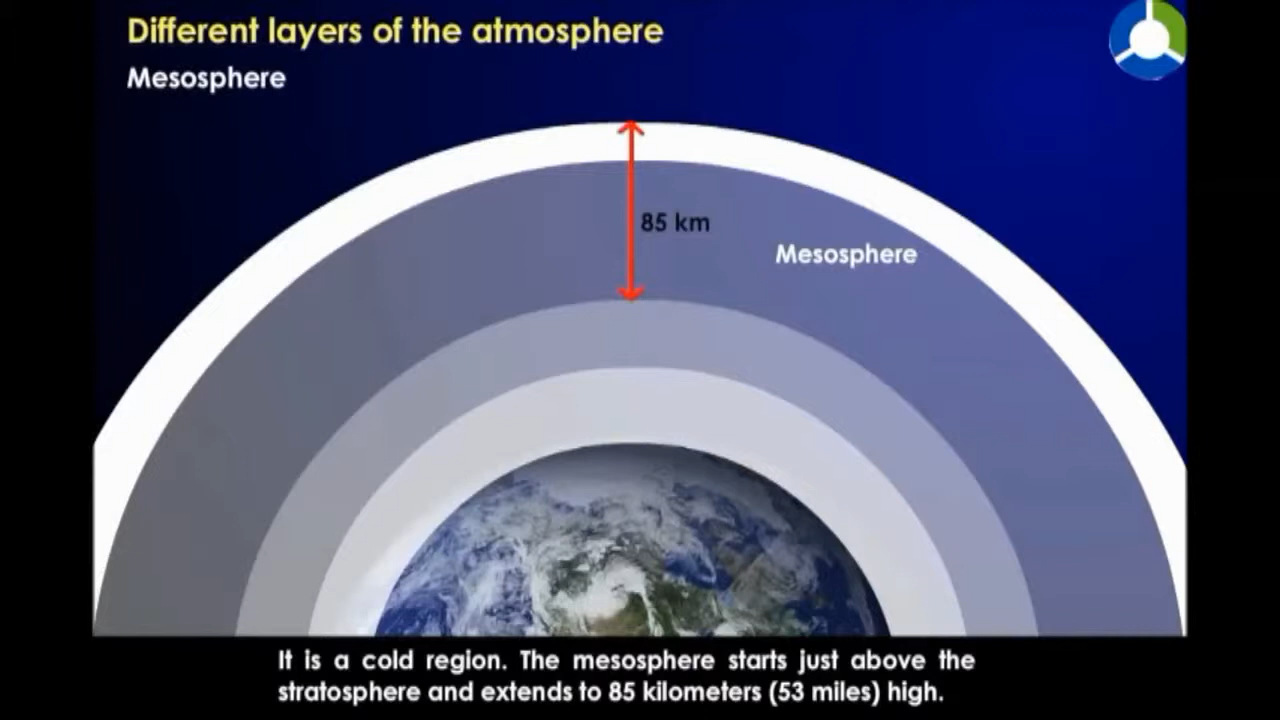 Different layers of the atmosphere
Mesosphere
85 km
Mesosphere
It is a cold region. The mesosphere starts just above the
stratosphere and extends to 85 kilometers (53 miles) high.